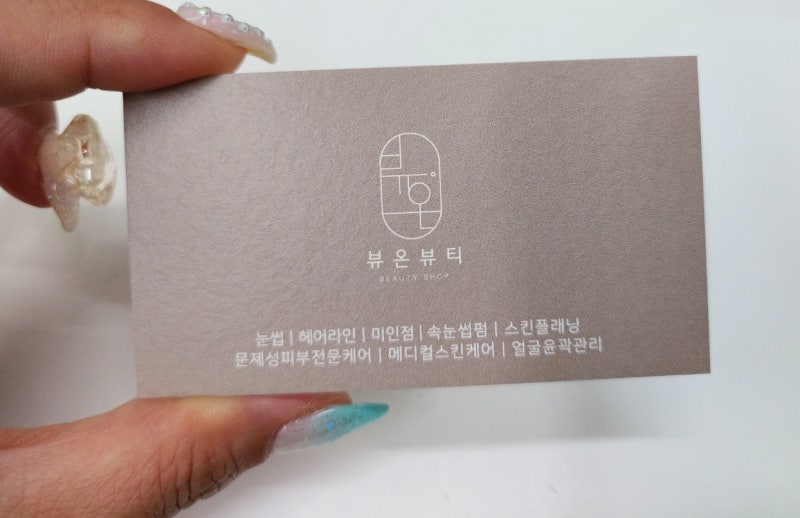 뷰온
뷰온뷰티
BEAUTY SHOP
눈썹 | 헤어라인 | 미인점 | 속눈썹펌 | 스킨플래닝
문제성피부전문케어 | 메디컬스킨케어 | 얼굴윤곽관리